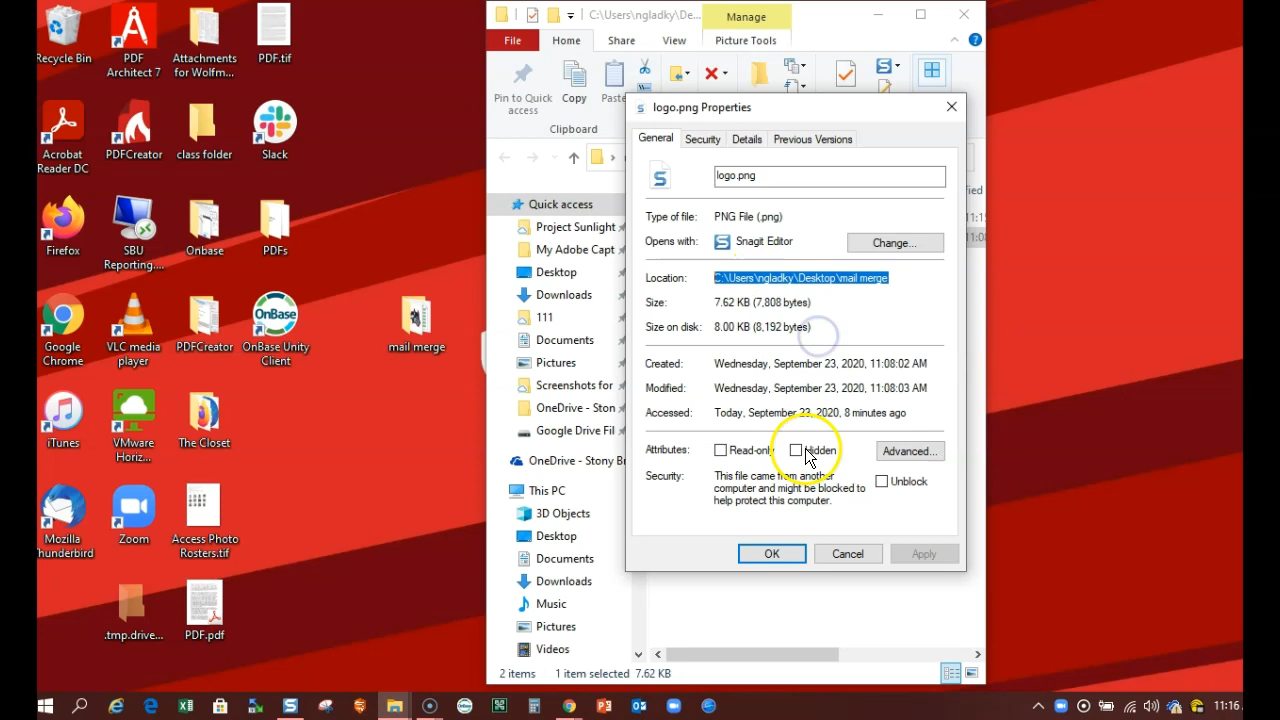 Recycle Bin
PDF
Architect 7
Attachments
for Wolfm...
PDF.tif
Acrobat
Reader DC
PDFCreator
class folder
Slack
Firefox
SBU
Reporting,...
Onbase
PDFs
Google
Chrome
VLC media
player
PDFCreator
OnBase
OnBase Unity
Client
mail merge
iTunes
VMware
Horiz...
The Closet
Mozilla
Thunderbird
Zoom
Access Photo
Rosters.tif
.tmp.drive...
PDF.pdf
C:\Users\ngladky\De...
Manage
File
Home
Share
View
Picture Tools
Pin to Quick
access
Copy
Paste
Clipboard
Quick access
Project Sunlight
My Adobe Capt
Desktop
Downloads
111
Documents
Pictures
Screenshots for
OneDrive - Ston
Google Drive Fil
OneDrive - Stony Br
This PC
3D Objects
Desktop
Documents
Downloads
Music
Pictures
Videos
2 items
1 item selected
7.62 KB
logo.png Properties
General
Security
Details
Previous Versions
logo.png
Type of file:
PNG File (.png)
Opens with:
Snagit Editor
Change...
Location:
C:\Users\ngladky\Desktop\mail merge
Size:
7.62 KB (7,808 bytes)
Size on disk:
8.00 KB (8,192 bytes)
Created:
Wednesday, September 23, 2020, 11:08:02 AM
Modified:
Wednesday, September 23, 2020, 11:08:03 AM
Accessed:
Today, September 23, 2020, 8 minutes ago
Attributes:
Read-only
Hidden
Advanced...
Security:
This file came from another
computer and might be blocked to
help protect this computer.
Unblock
OK
Cancel
Apply
11:16